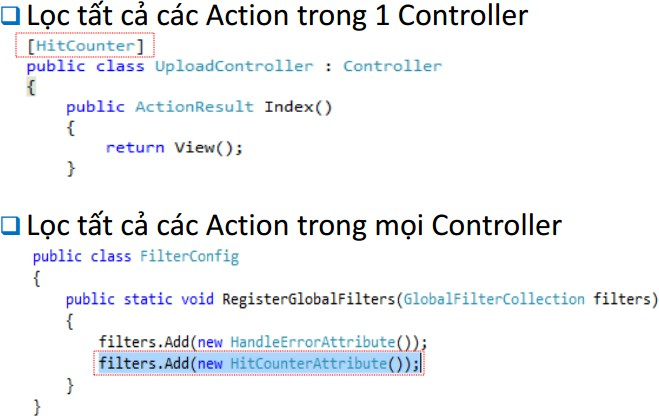 Lọc tất cả các Action trong 1 Controller
[HitCounter]
public class UploadController : Controller
{
public ActionResult Index()
{
return View();
}
Lọc tất cả các Action trong mọi Controller
public class FilterConfig
{
public static void RegisterGlobalFilters(GlobalFilterCollection filters)
{
filters.Add(new HandleErrorAttribute());
filters.Add(new HitCounterAttribute());
}
}